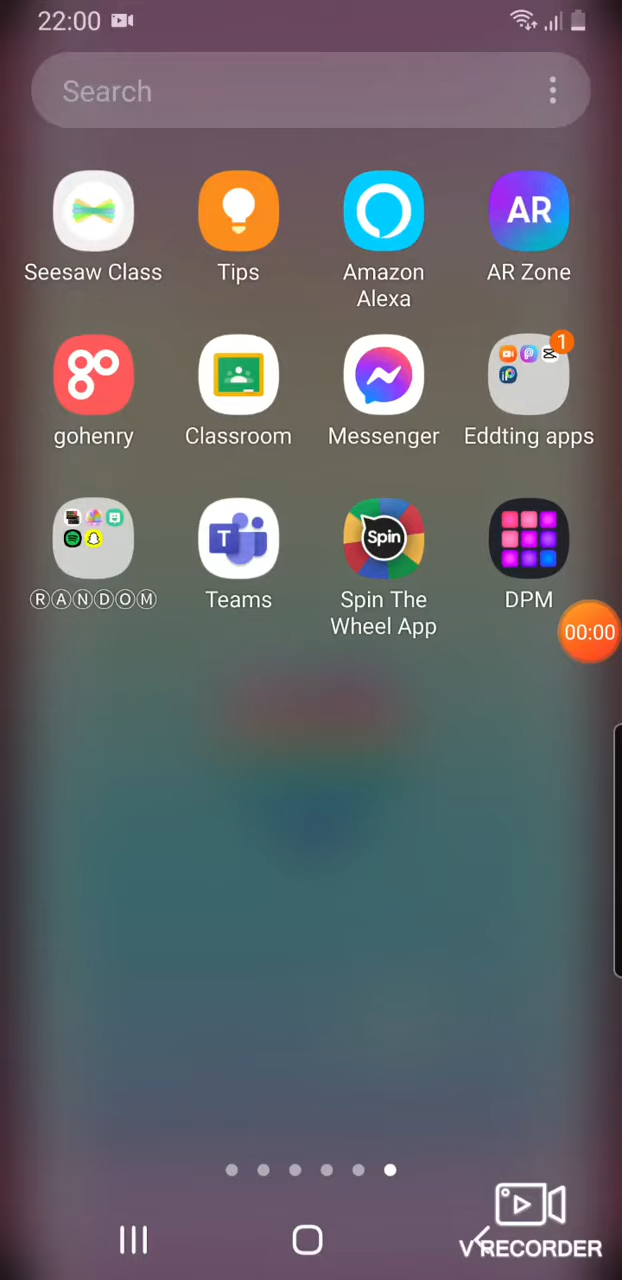 22:00
Search
AR
Seesaw Class
Tips
Amazon
Alexa
AR Zone
1
gohenry
Classroom
Messenger
Eddting apps
T
Spin
Ⓡ Ⓐ Ⓝ Ⓓ Ⓞ Ⓜ
Teams
Spin The
Wheel App
DPM
00:00
V RECORDER